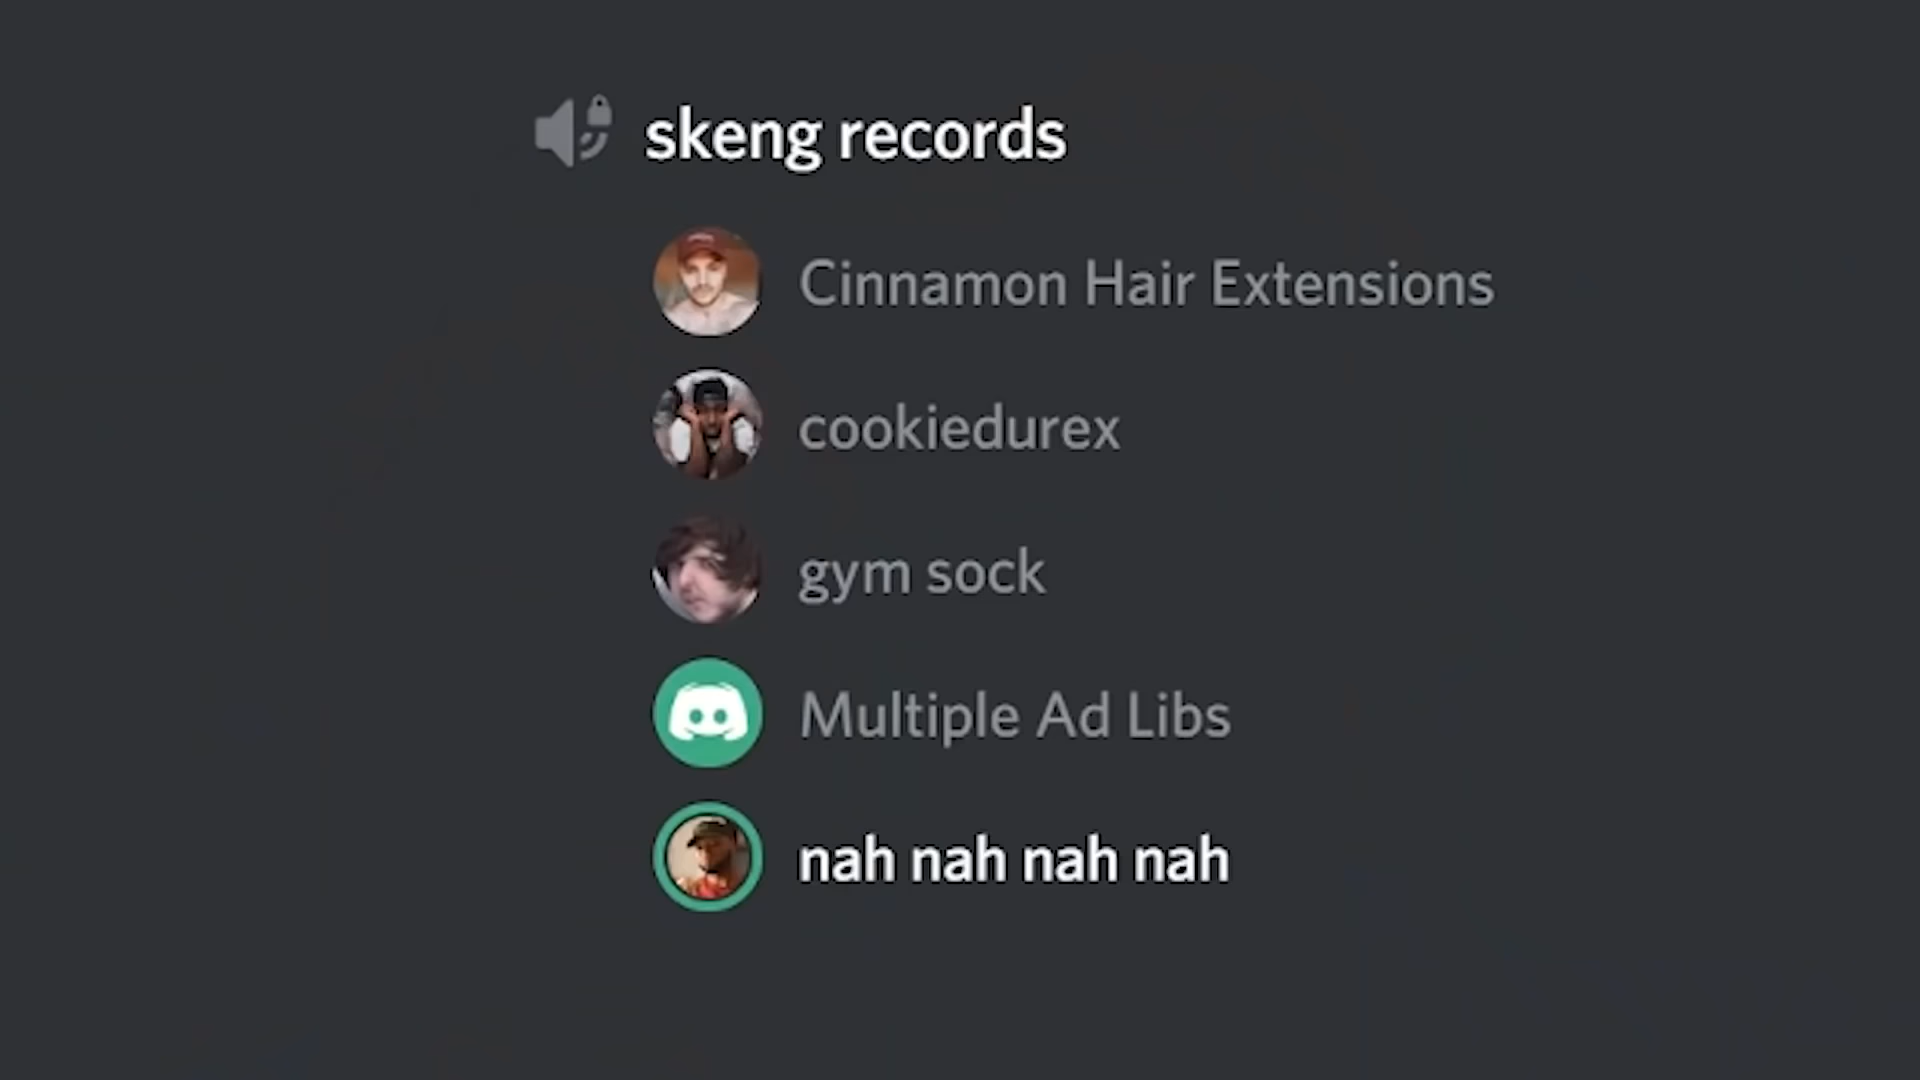 skeng records
Cinnamon Hair Extensions
cookiedurex
gym sock
Multiple Ad Libs
nah nah nah nah